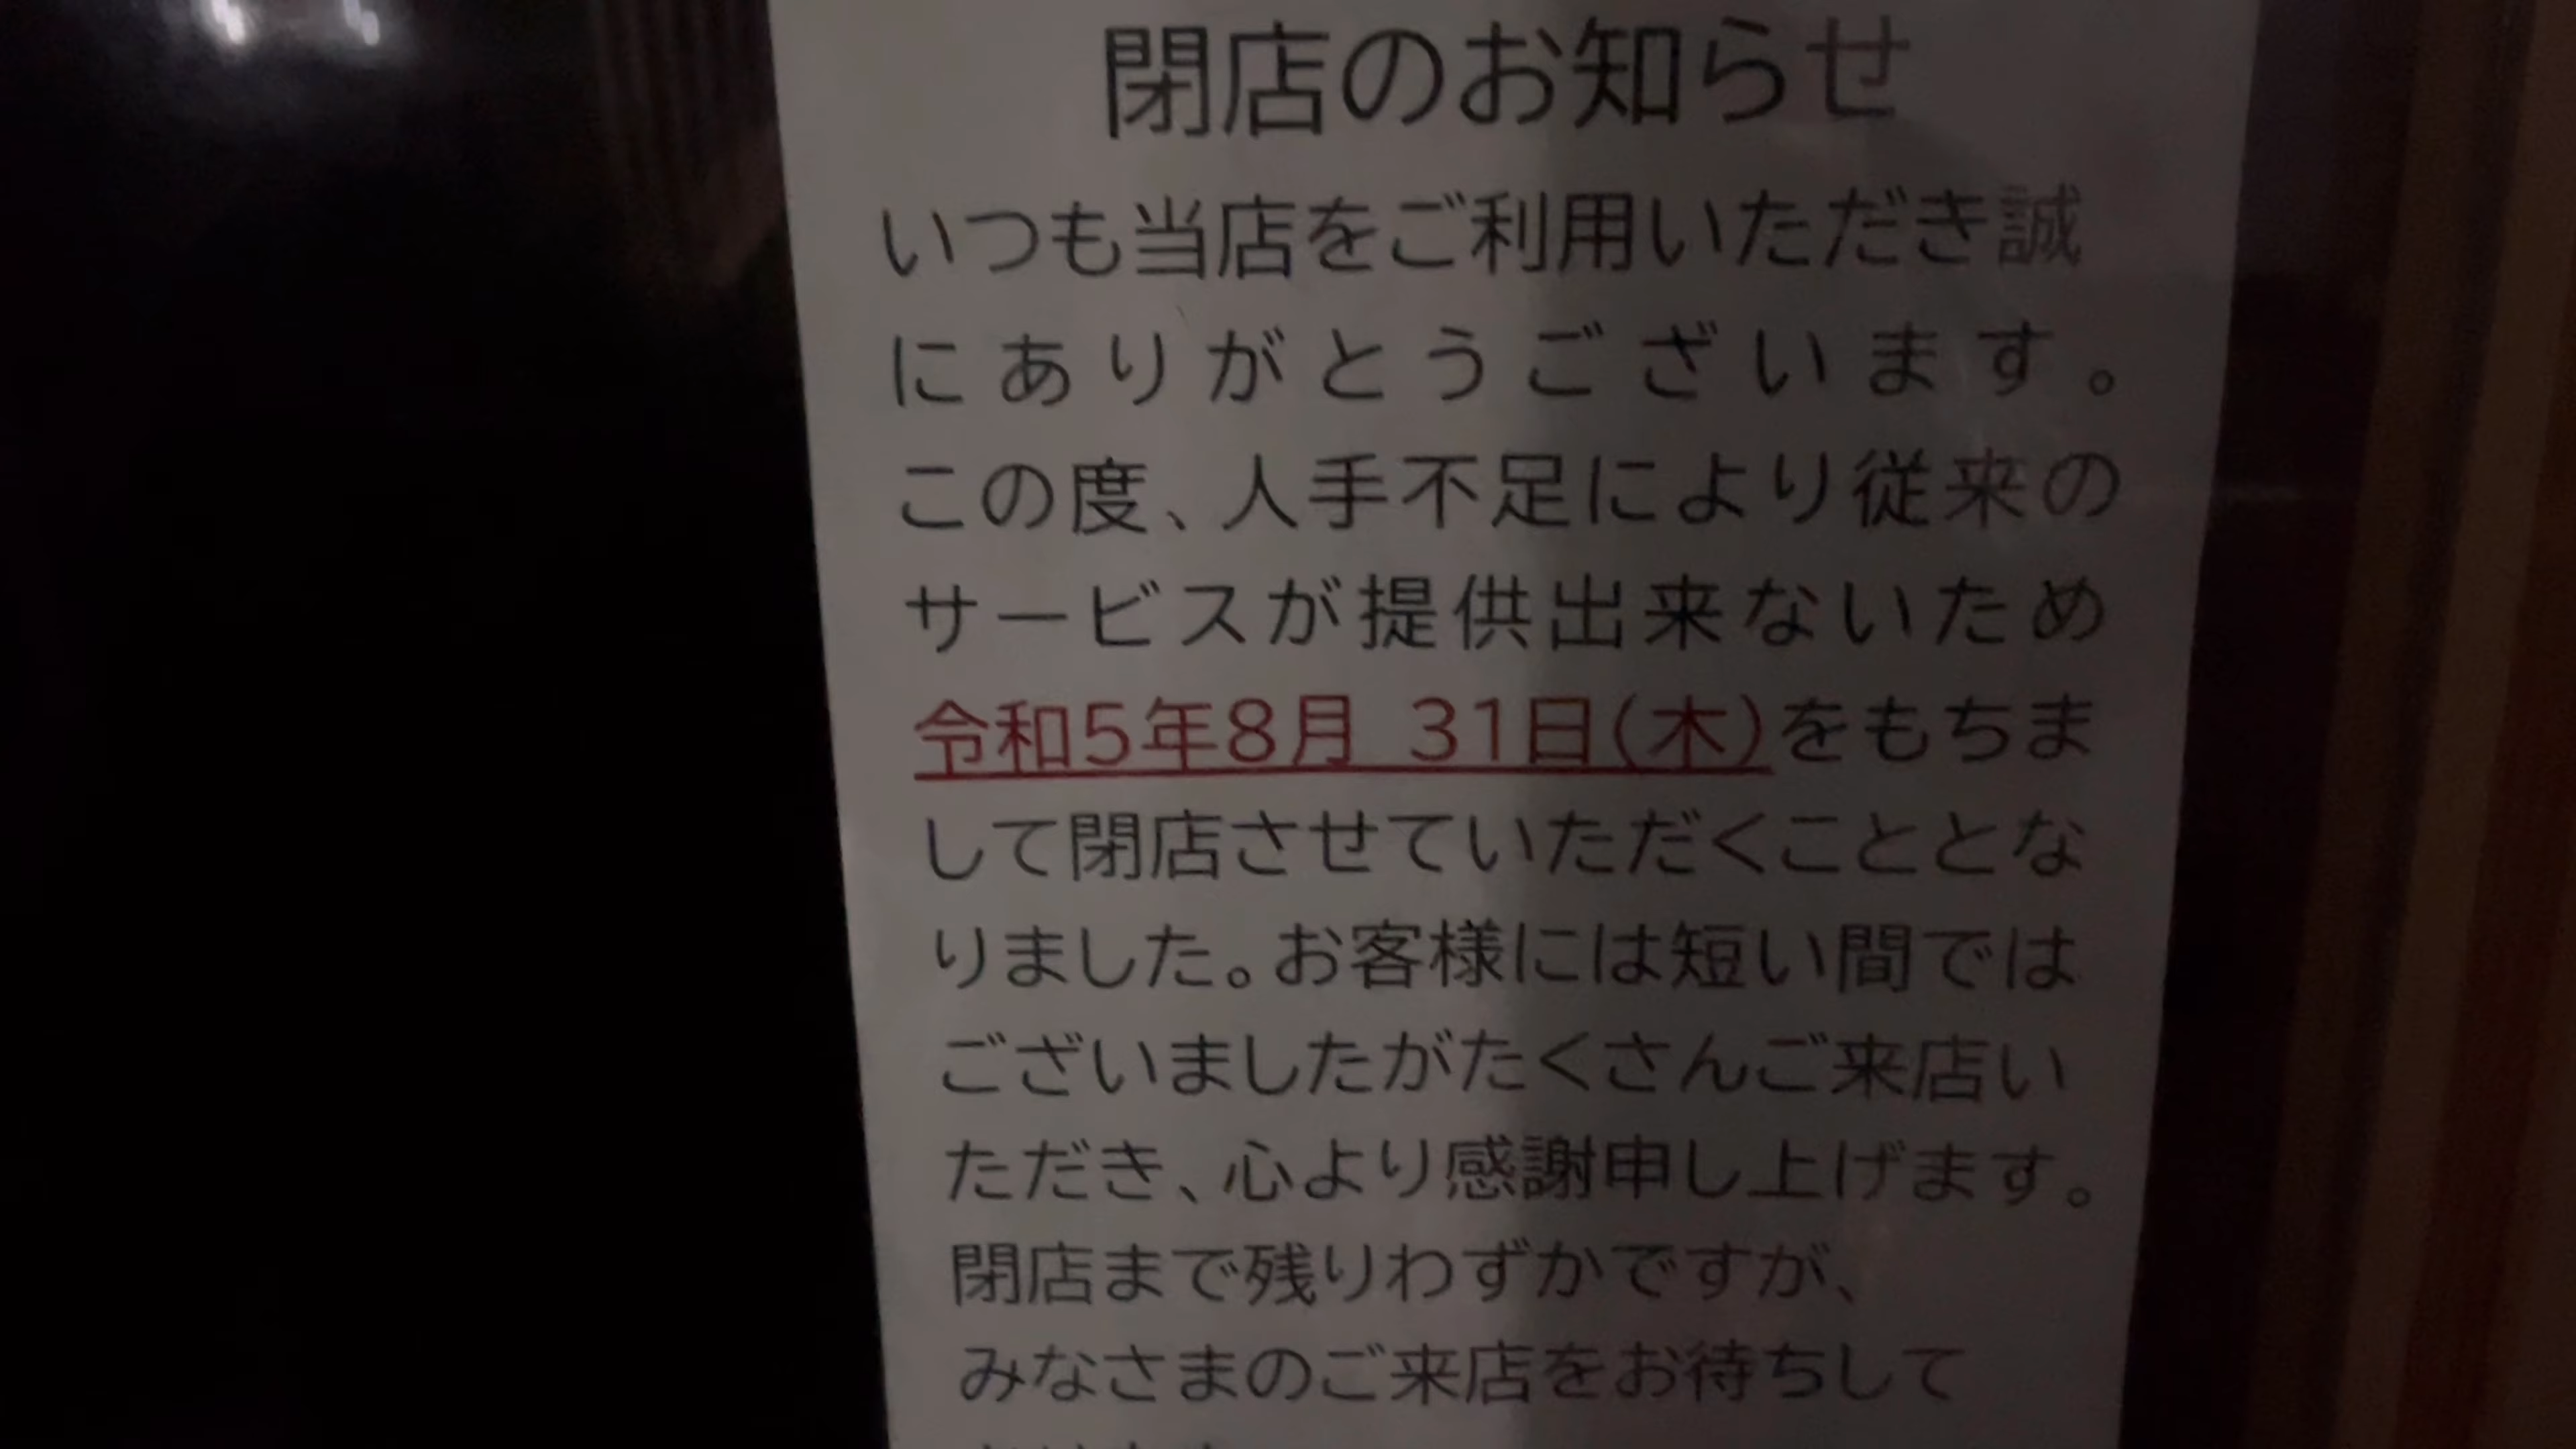 閉店のお知らせ
いつも当店をご利用いただき誠
にありがとうございます。
この度、人手不足により従来の
サービスが提供出来ないため
令和5年8月 31日(木)をもちま
して閉店させていただくこととな
りました。お客様には短い間では
ございましたがたくさんご来店い
ただき、心より感謝申し上げます。
閉店まで残りわずかですが、
みなさまのご来店をお待ちして